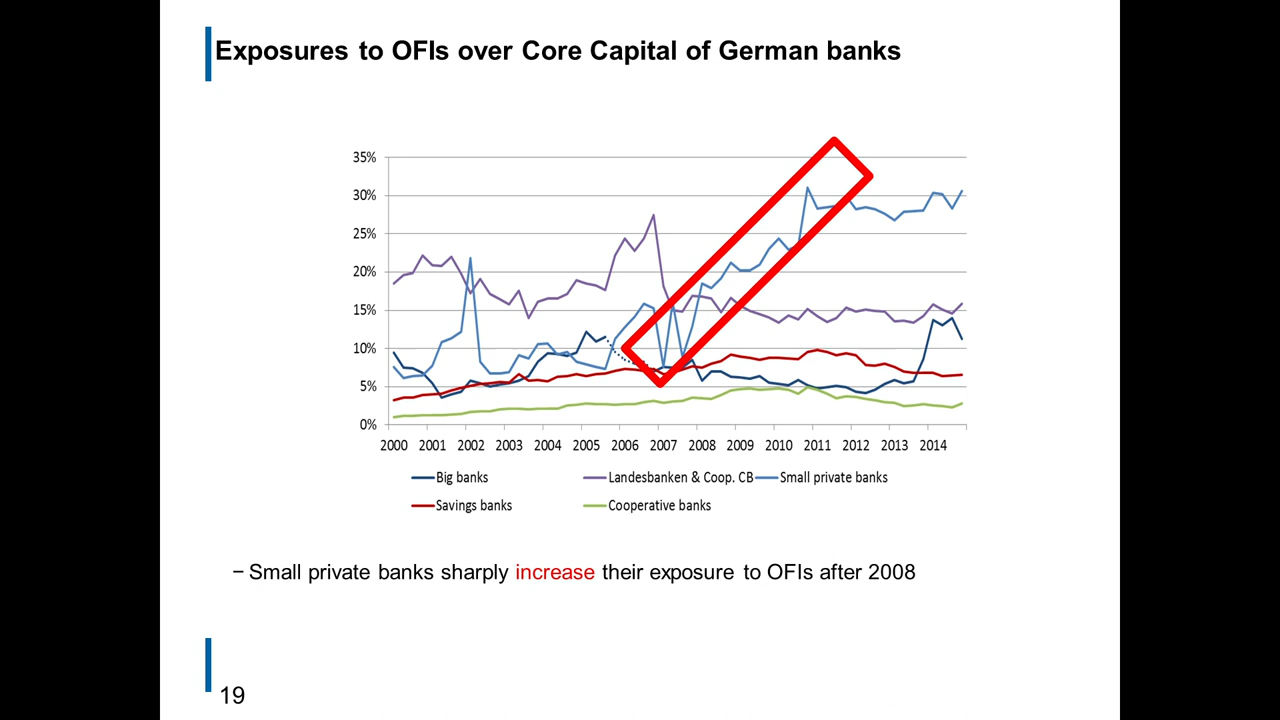 Exposures to OFIs over Core Capital of German banks
35%
30%
25%
20%
15%
10%
5%
0%
2000 2001 2002 2003 2004 2005 2006 2007 2008 2009 2010 2011 2012 2013 2014
Big banks Landesbanken & Coop. CB Small private banks
Savings banks Cooperative banks
− Small private banks sharply increase their exposure to OFIs after 2008
19